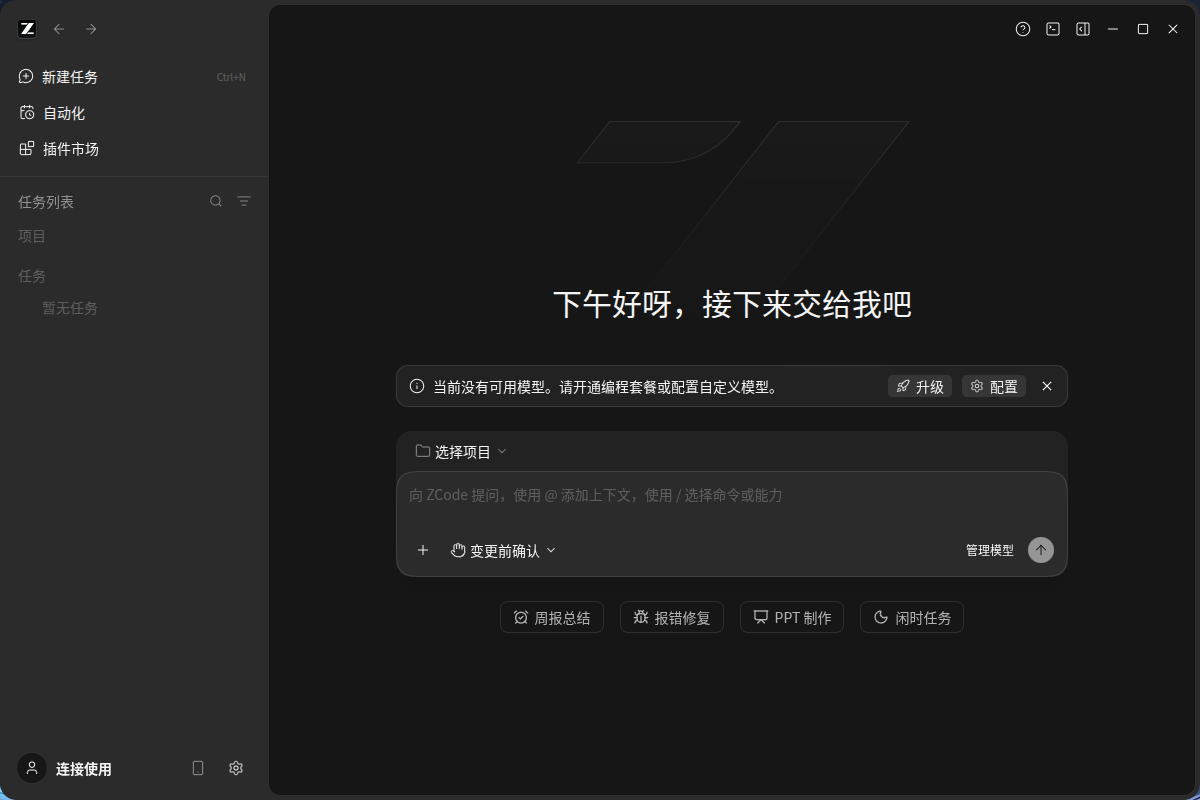 新建任务 Ctrl+N
自动化
插件市场
任务列表
项目
任务
暂无任务
下午好呀，接下来交给我吧
当前没有可用模型。请开通编程套餐或配置自定义模型。 升级 配置
选择项目
向 ZCode 提问，使用 @ 添加上下文，使用 / 选择命令或能力
变更前确认 管理模型
周报总结 报错修复 PPT 制作 闲时任务
连接使用